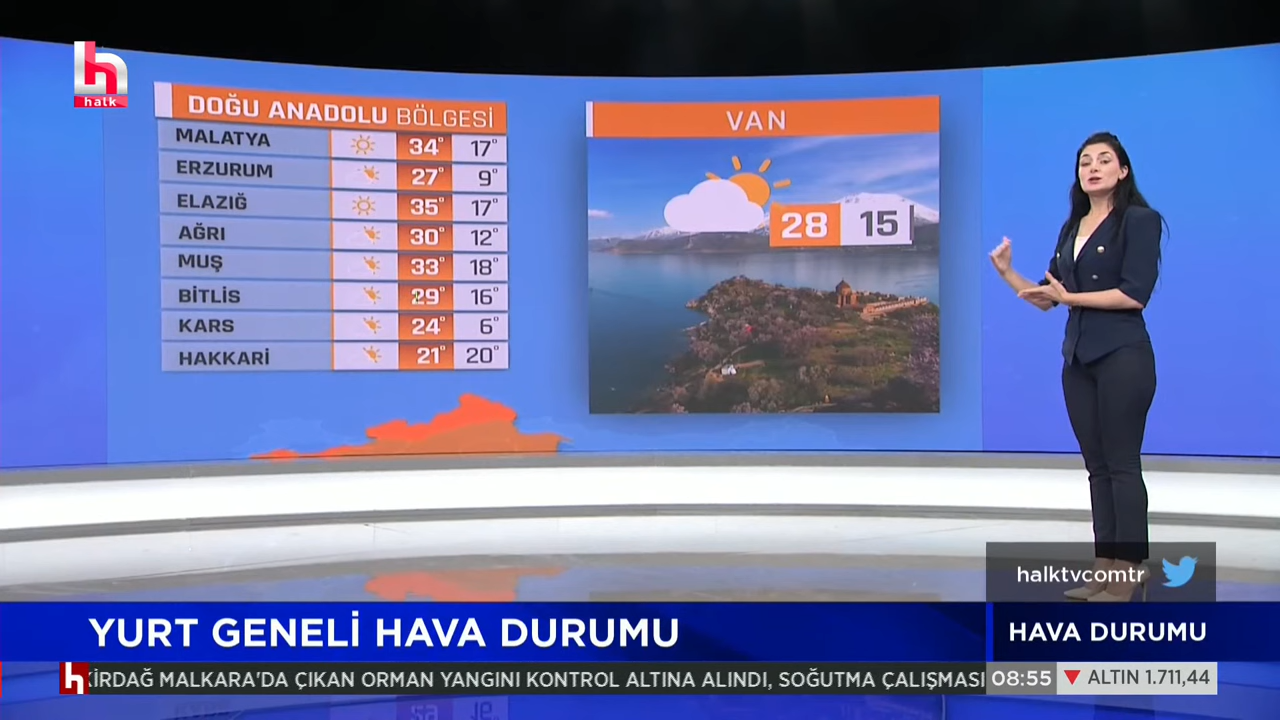 h
halk
DOĞU ANADOLU BÖLGESİ
MALATYA 34° 17°
ERZURUM 27° 9°
ELAZIĞ 35° 17°
AĞRI 30° 12°
MUŞ 33° 18°
BİTLİS 29° 16°
KARS 24° 6°
HAKKARİ 21° 20°
VAN
28 15
halktvcomtr
YURT GENELİ HAVA DURUMU
HAVA DURUMU
h KİRDAĞ MALKARA'DA ÇIKAN ORMAN YANGINI KONTROL ALTINA ALINDI, SOĞUTMA ÇALIŞMASI 08:55 ALTIN 1.711,44